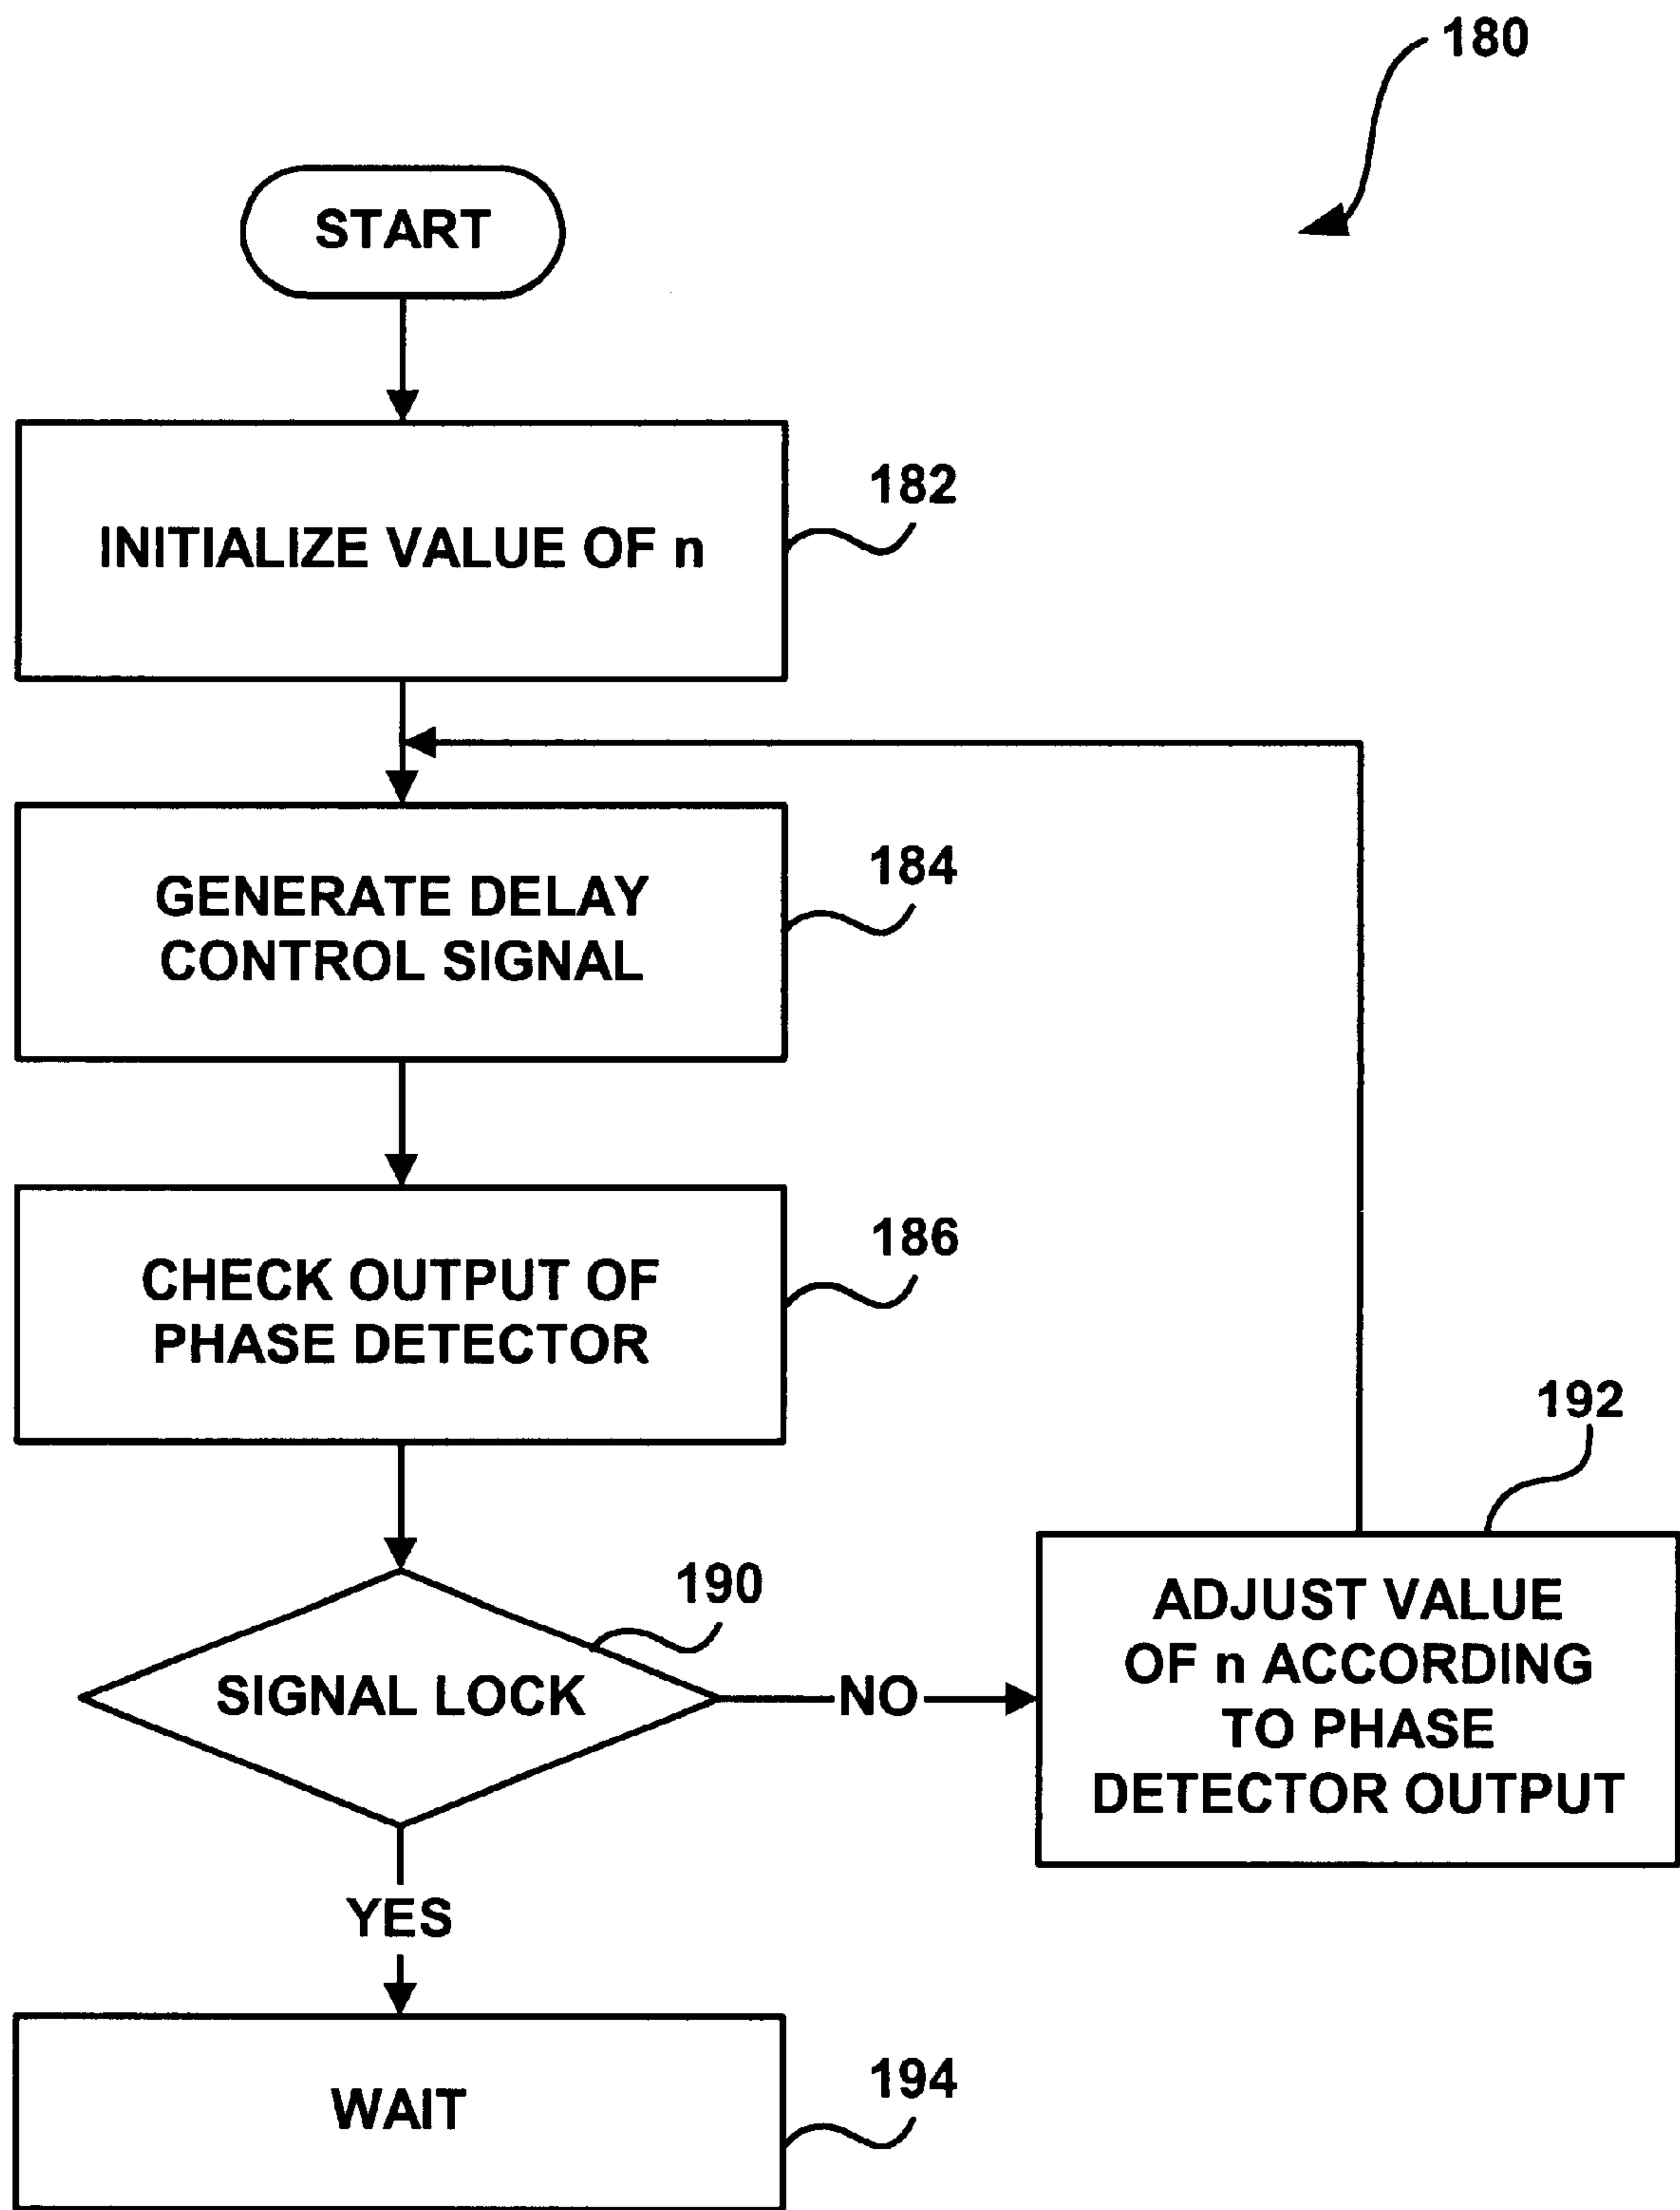 180
START
182
INITIALIZE VALUE OF n
184
GENERATE DELAY
CONTROL SIGNAL
186
CHECK OUTPUT OF
PHASE DETECTOR
190
SIGNAL LOCK
NO
192
ADJUST VALUE
OF n ACCORDING
TO PHASE
DETECTOR OUTPUT
YES
194
WAIT